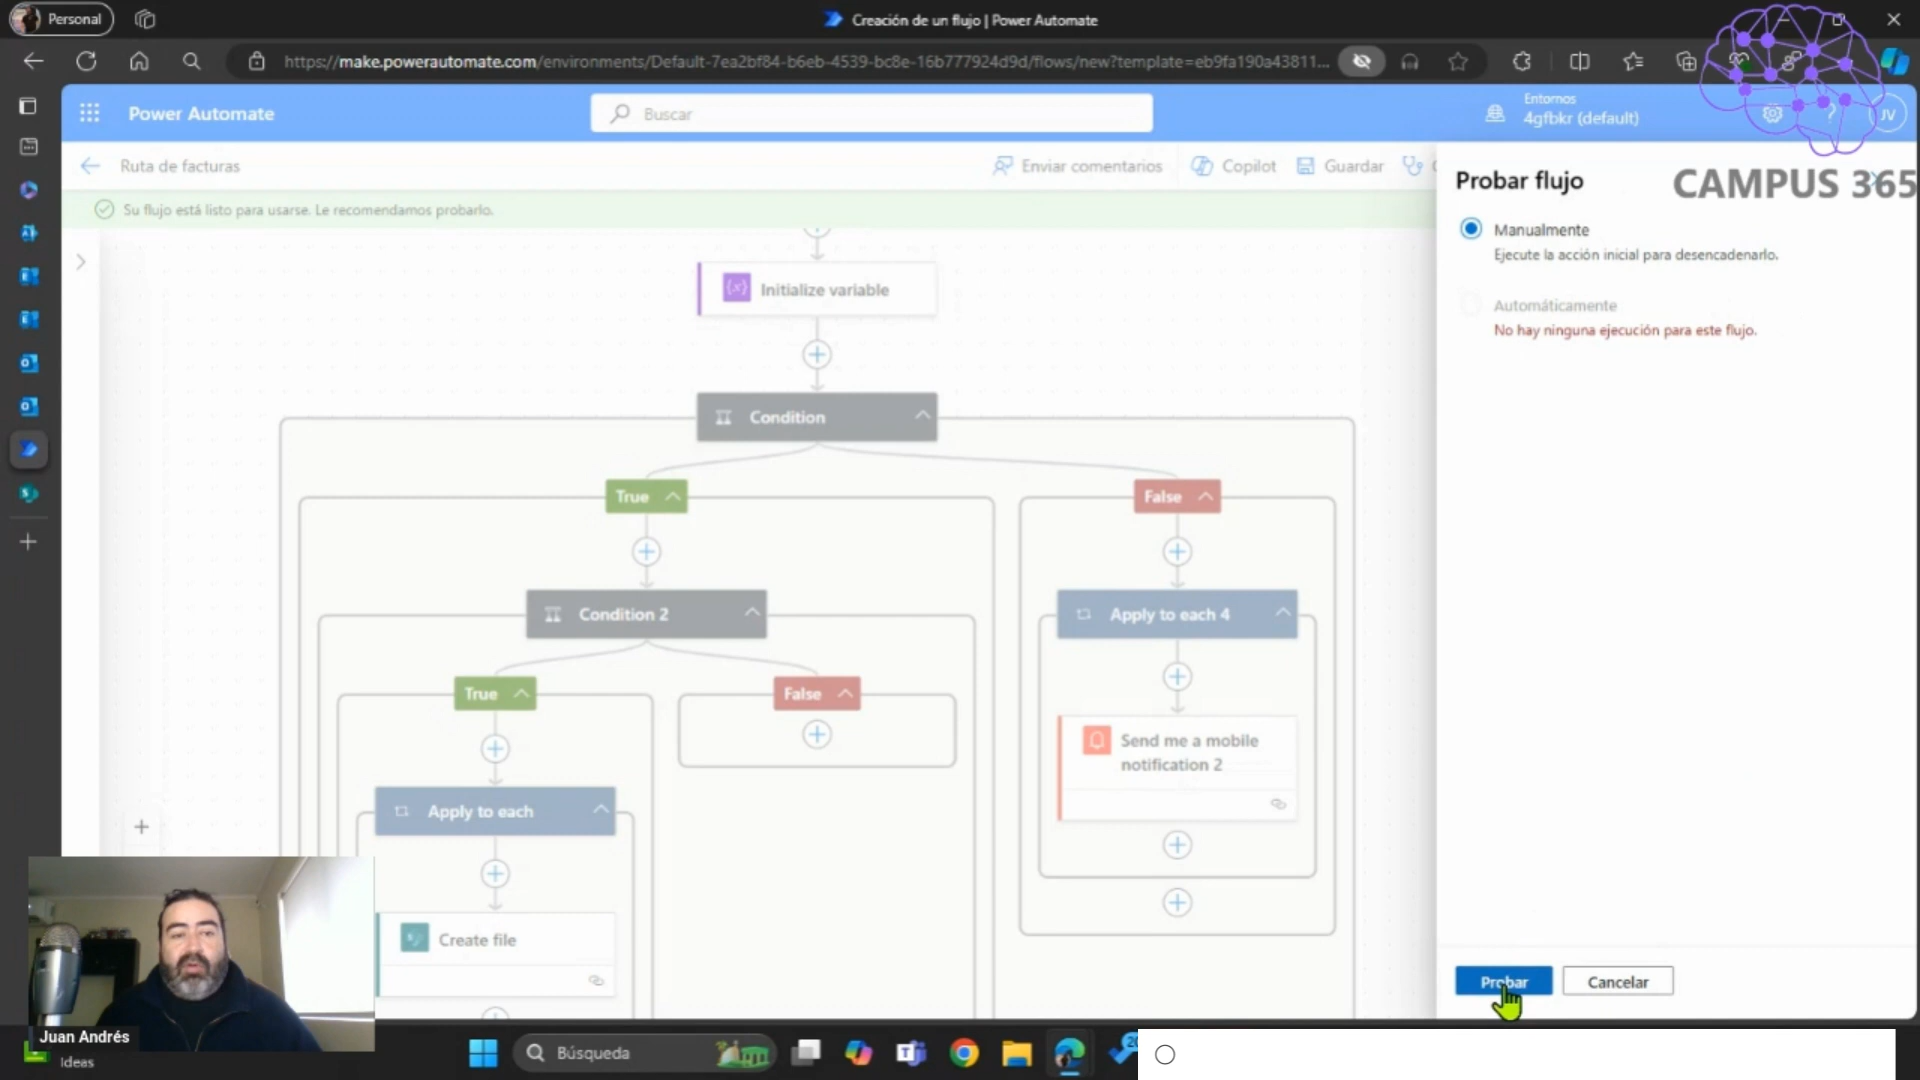 Personal
Creación de un flujo | Power Automate
https://make.powerautomate.com/environments/Default-7ea2bf84-b6eb-4539-bc8e-16b777924d9d/flows/new?template=eb9fa190a43811...
Power Automate
Buscar
Entornos
4gfbkr (default)
JV
Ruta de facturas
Enviar comentarios
Copilot
Guardar
Probar flujo
CAMPUS 365
Su flujo está listo para usarse. Le recomendamos probarlo.
Manualmente
Ejecute la acción inicial para desencadenarlo.
Automáticamente
No hay ninguna ejecución para este flujo.
Initialize variable
Condition
True
False
Condition 2
Apply to each 4
True
False
Send me a mobile
notification 2
Apply to each
Create file
Probar
Cancelar
Juan Andrés
Ideas
Búsqueda